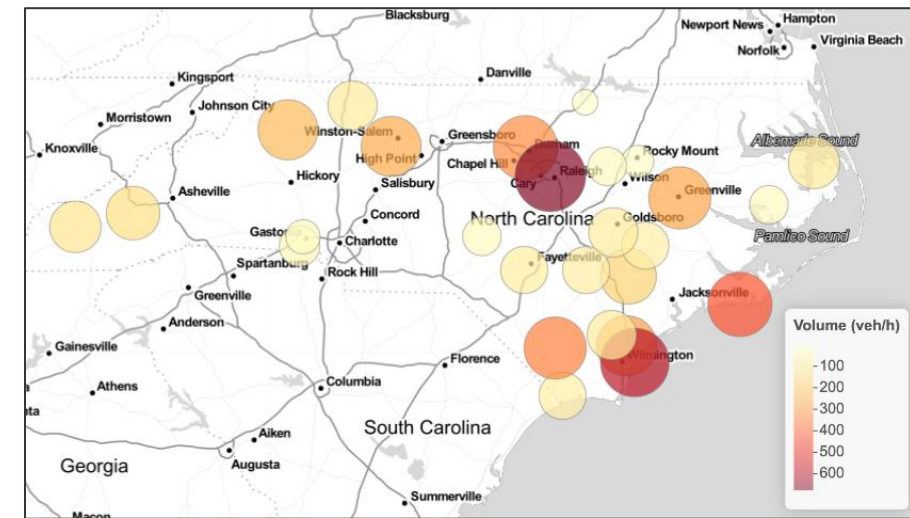 Blacksburg
Hampton
Newport News
Norfolk
Virginia Beach
Danville
Kingsport
Johnson City
Morristown
Knoxville
Winston-Salem
Greensboro
High Point
Durham
Chapel Hill
Cary
Raleigh
Rocky Mount
Wilson
Albemarle Sound
Hickory
Salisbury
Asheville
Greenville
Concord
North Carolina
Goldsboro
Gastonia
Charlotte
Pamlico Sound
Fayetteville
Spartanburg
Rock Hill
Greenville
Jacksonville
Anderson
Gainesville
Wilmington
Florence
Athens
Columbia
South Carolina
Aiken
Augusta
Georgia
Summerville
Macon
Volume (veh/h)
100
200
300
400
500
600